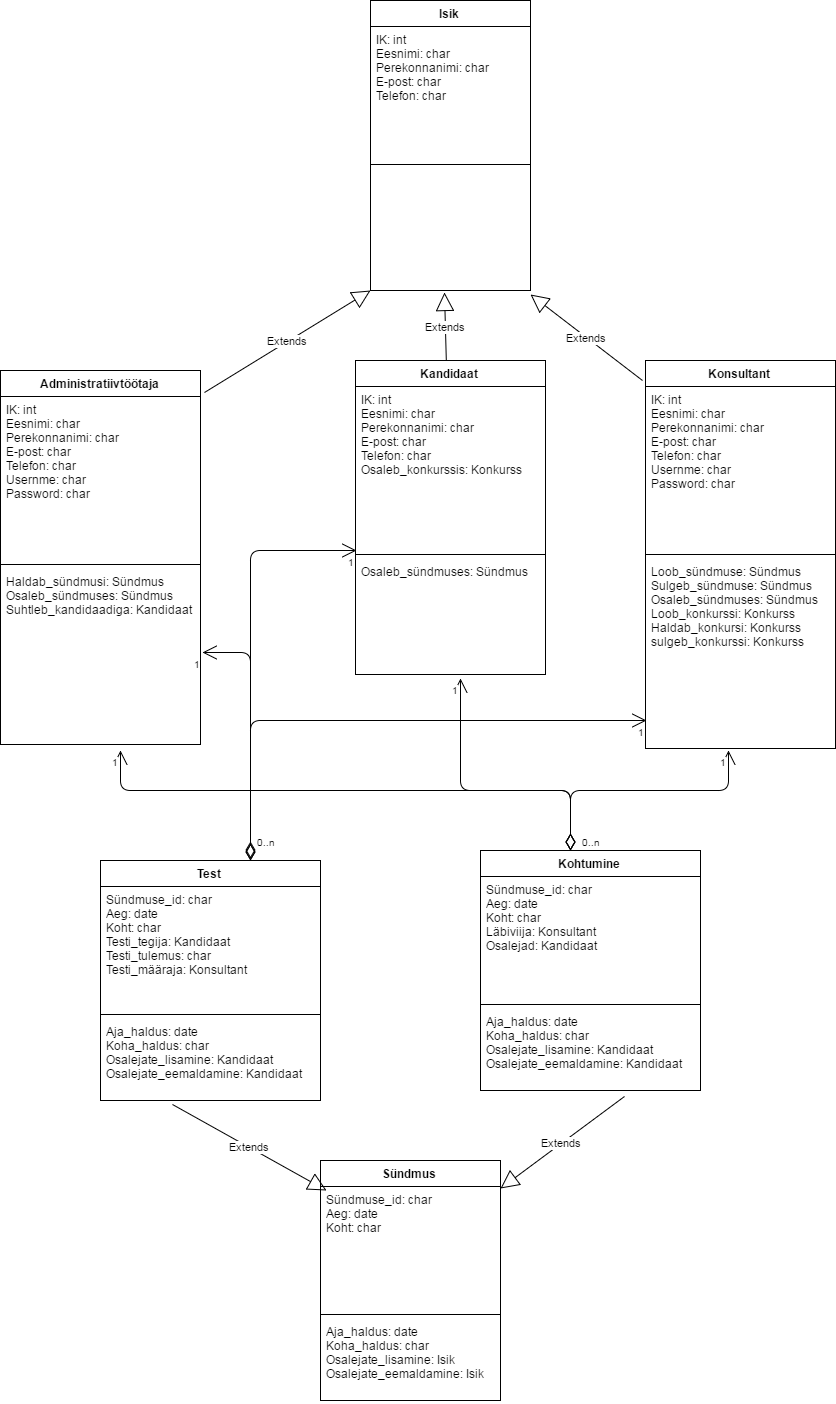 Isik
IK: int
Eesnimi: char
Perekonnanimi: char
E-post: char
Telefon: char
Extends
Extends
Extends
Administratiivtöötaja
IK: int
Eesnimi: char
Perekonnanimi: char
E-post: char
Telefon: char
Usernme: char
Password: char
Haldab_sündmusi: Sündmus
Osaleb_sündmuses: Sündmus
Suhtleb_kandidaadiga: Kandidaat
Kandidaat
IK: int
Eesnimi: char
Perekonnanimi: char
E-post: char
Telefon: char
Osaleb_konkurssis: Konkurss
Osaleb_sündmuses: Sündmus
Konsultant
IK: int
Eesnimi: char
Perekonnanimi: char
E-post: char
Telefon: char
Usernme: char
Password: char
Loob_sündmuse: Sündmus
Sulgeb_sündmuse: Sündmus
Osaleb_sündmuses: Sündmus
Loob_konkurssi: Konkurss
Haldab_konkursi: Konkurss
sulgeb_konkurssi: Konkurss
1
1
1
1
1
1
0..n
0..n
Test
Sündmuse_id: char
Aeg: date
Koht: char
Testi_tegija: Kandidaat
Testi_tulemus: char
Testi_määraja: Konsultant
Aja_haldus: date
Koha_haldus: char
Osalejate_lisamine: Kandidaat
Osalejate_eemaldamine: Kandidaat
Kohtumine
Sündmuse_id: char
Aeg: date
Koht: char
Läbiviija: Konsultant
Osalejad: Kandidaat
Aja_haldus: date
Koha_haldus: char
Osalejate_lisamine: Kandidaat
Osalejate_eemaldamine: Kandidaat
Extends
Extends
Sündmus
Sündmuse_id: char
Aeg: date
Koht: char
Aja_haldus: date
Koha_haldus: char
Osalejate_lisamine: Isik
Osalejate_eemaldamine: Isik